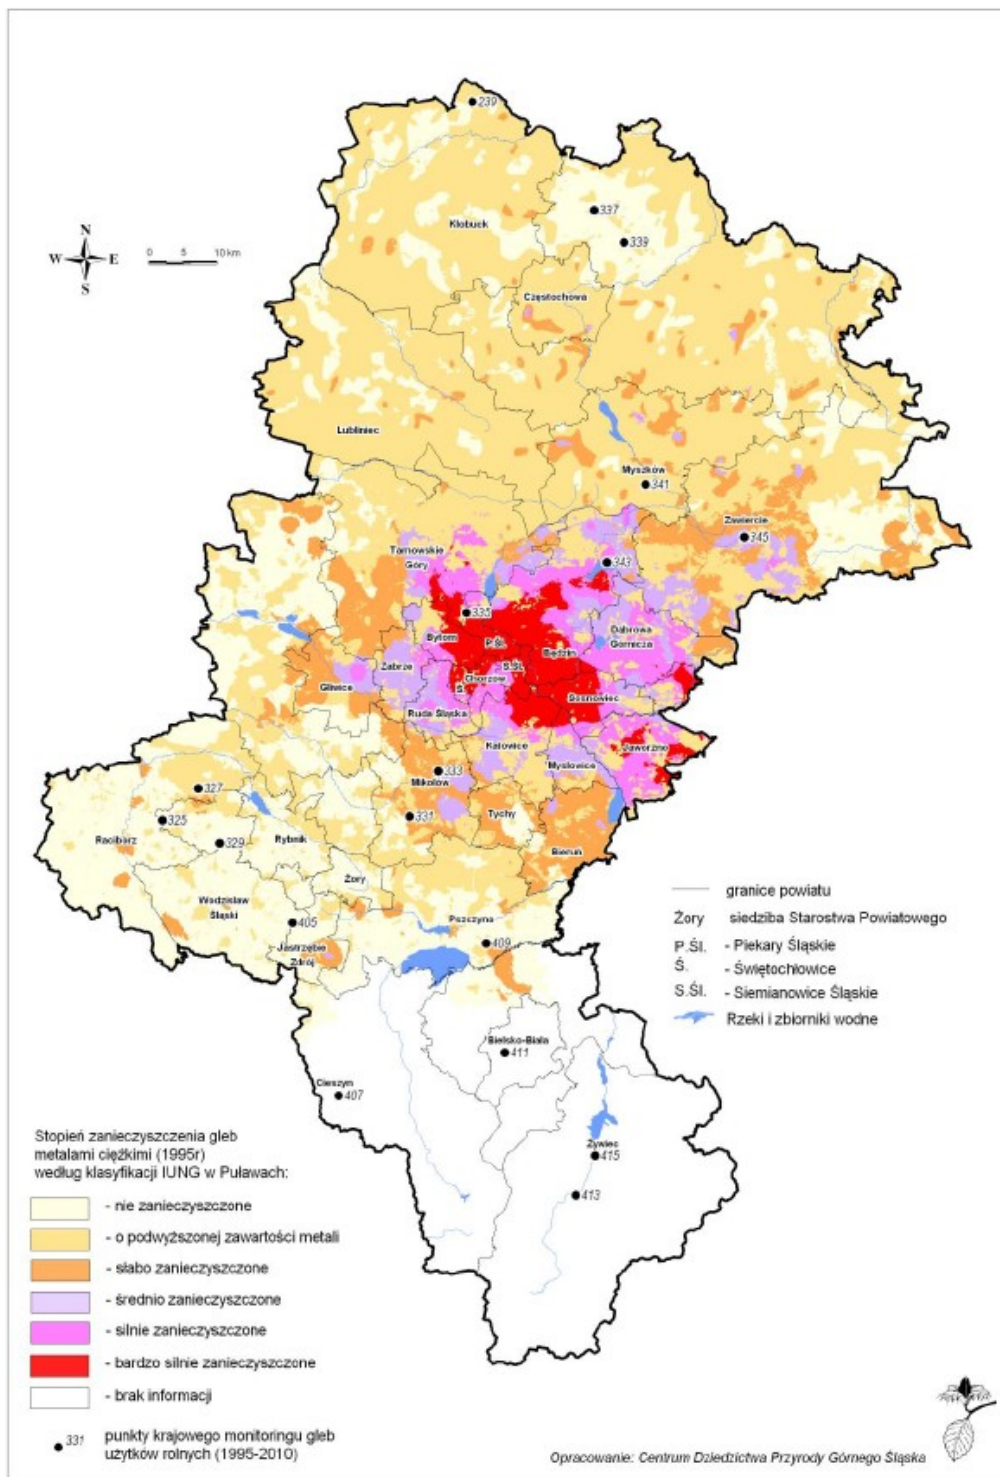 239
337
339
Kłobuck
N
W E
S
0 5 10 km
Częstochowa
Lubliniec
Myszków
341
Zawiercie
345
Tarnowskie
Góry
343
335
Bytom
P.Śl.
Dąbrowa
Górnicza
Będzin
Zabrze
S.Śl.
Chorzów
Gliwice
Ś.
Sosnowiec
Ruda Śląska
Katowice
Jaworzno
Mysłowice
333
Mikołów
327
331
Tychy
325
Racibórz
329
Rybnik
Bieruń
Żory
Wodzisław
Śląski
405
Pszczyna
409
Jastrzębie
Zdrój
granice powiatu
Żory siedziba Starostwa Powiatowego
P.Śl. - Piekary Śląskie
Ś. - Świętochłowice
S.Śl. - Siemianowice Śląskie
Rzeki i zbiorniki wodne
Bielsko-Biała
411
Cieszyn
407
Żywiec
415
413
Stopień zanieczyszczenia gleb
metalami ciężkimi (1995r)
według klasyfikacji IUNG w Puławach:
- nie zanieczyszczone
- o podwyższonej zawartości metali
- słabo zanieczyszczone
- średnio zanieczyszczone
- silnie zanieczyszczone
- bardzo silnie zanieczyszczone
- brak informacji
331 punkty krajowego monitoringu gleb
użytków rolnych (1995-2010)
Opracowanie: Centrum Dziedzictwa Przyrody Górnego Śląska